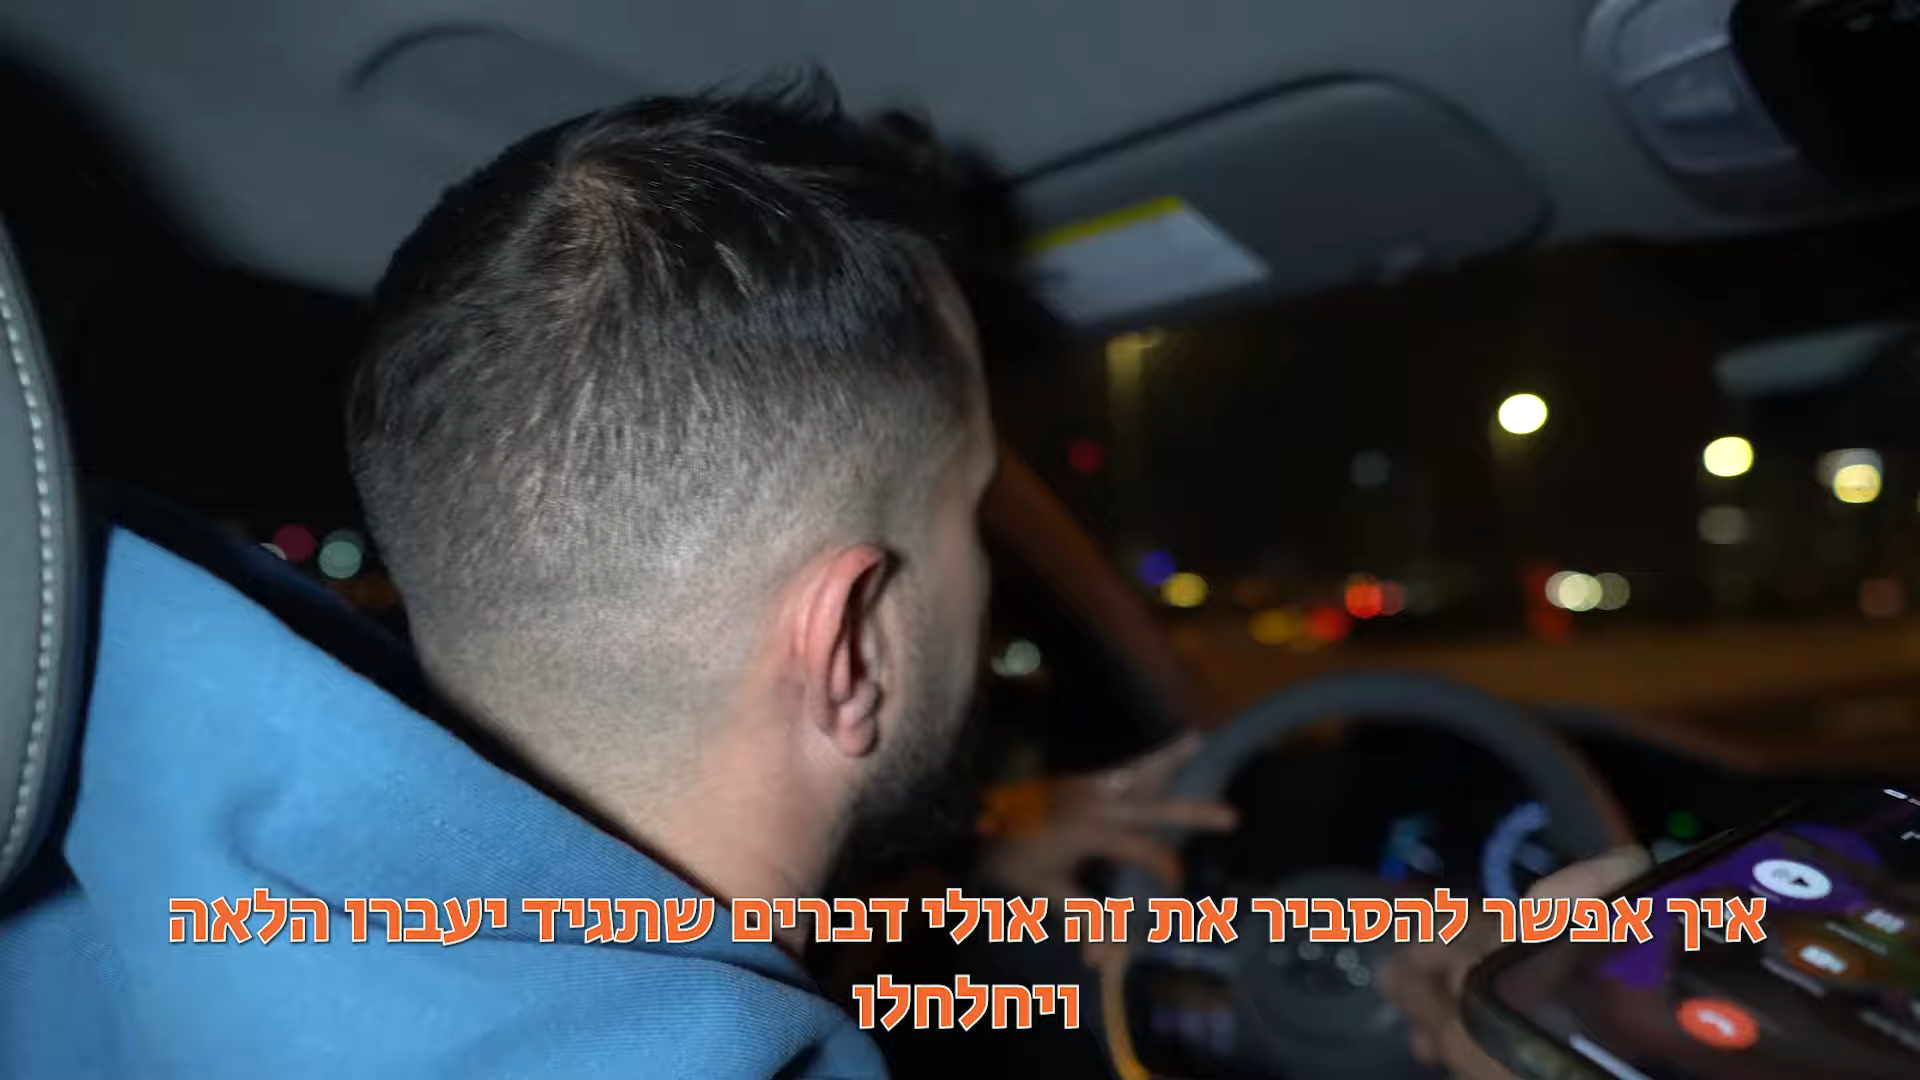 איך אפשר להסביר את זה אולי דברים שתגיד יעברו הלאה
ויחלחלו